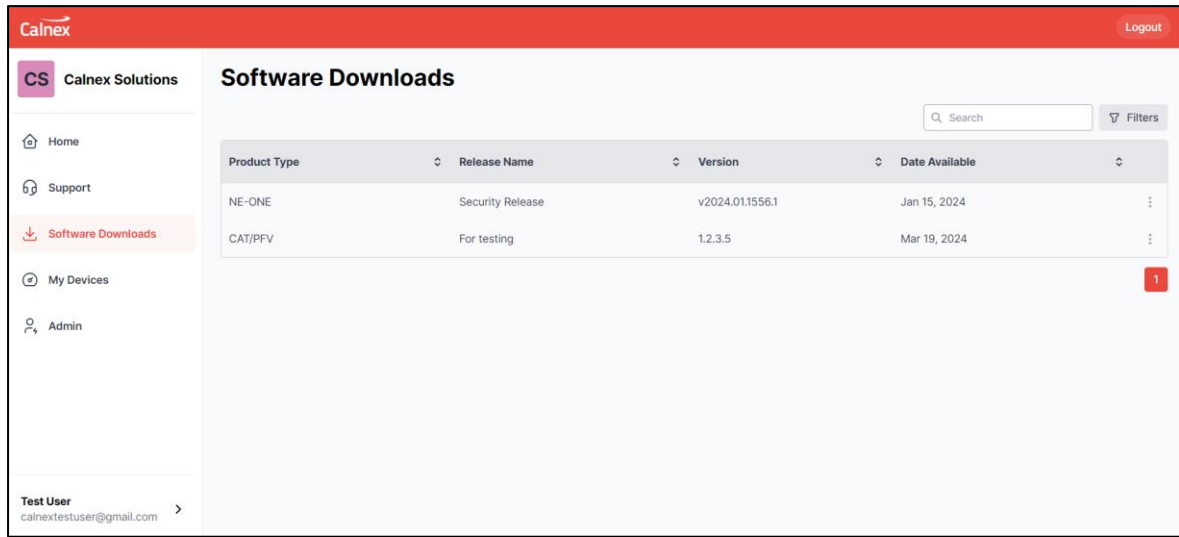 Calnex
Logout
CS Calnex Solutions
Home
Support
Software Downloads
My Devices
Admin
Test User
calnextestuser@gmail.com
Software Downloads
Search
Filters
Product Type Release Name Version Date Available
NE-ONE Security Release v2024.01.1556.1 Jan 15, 2024
CAT/PFV For testing 1.2.3.5 Mar 19, 2024
1